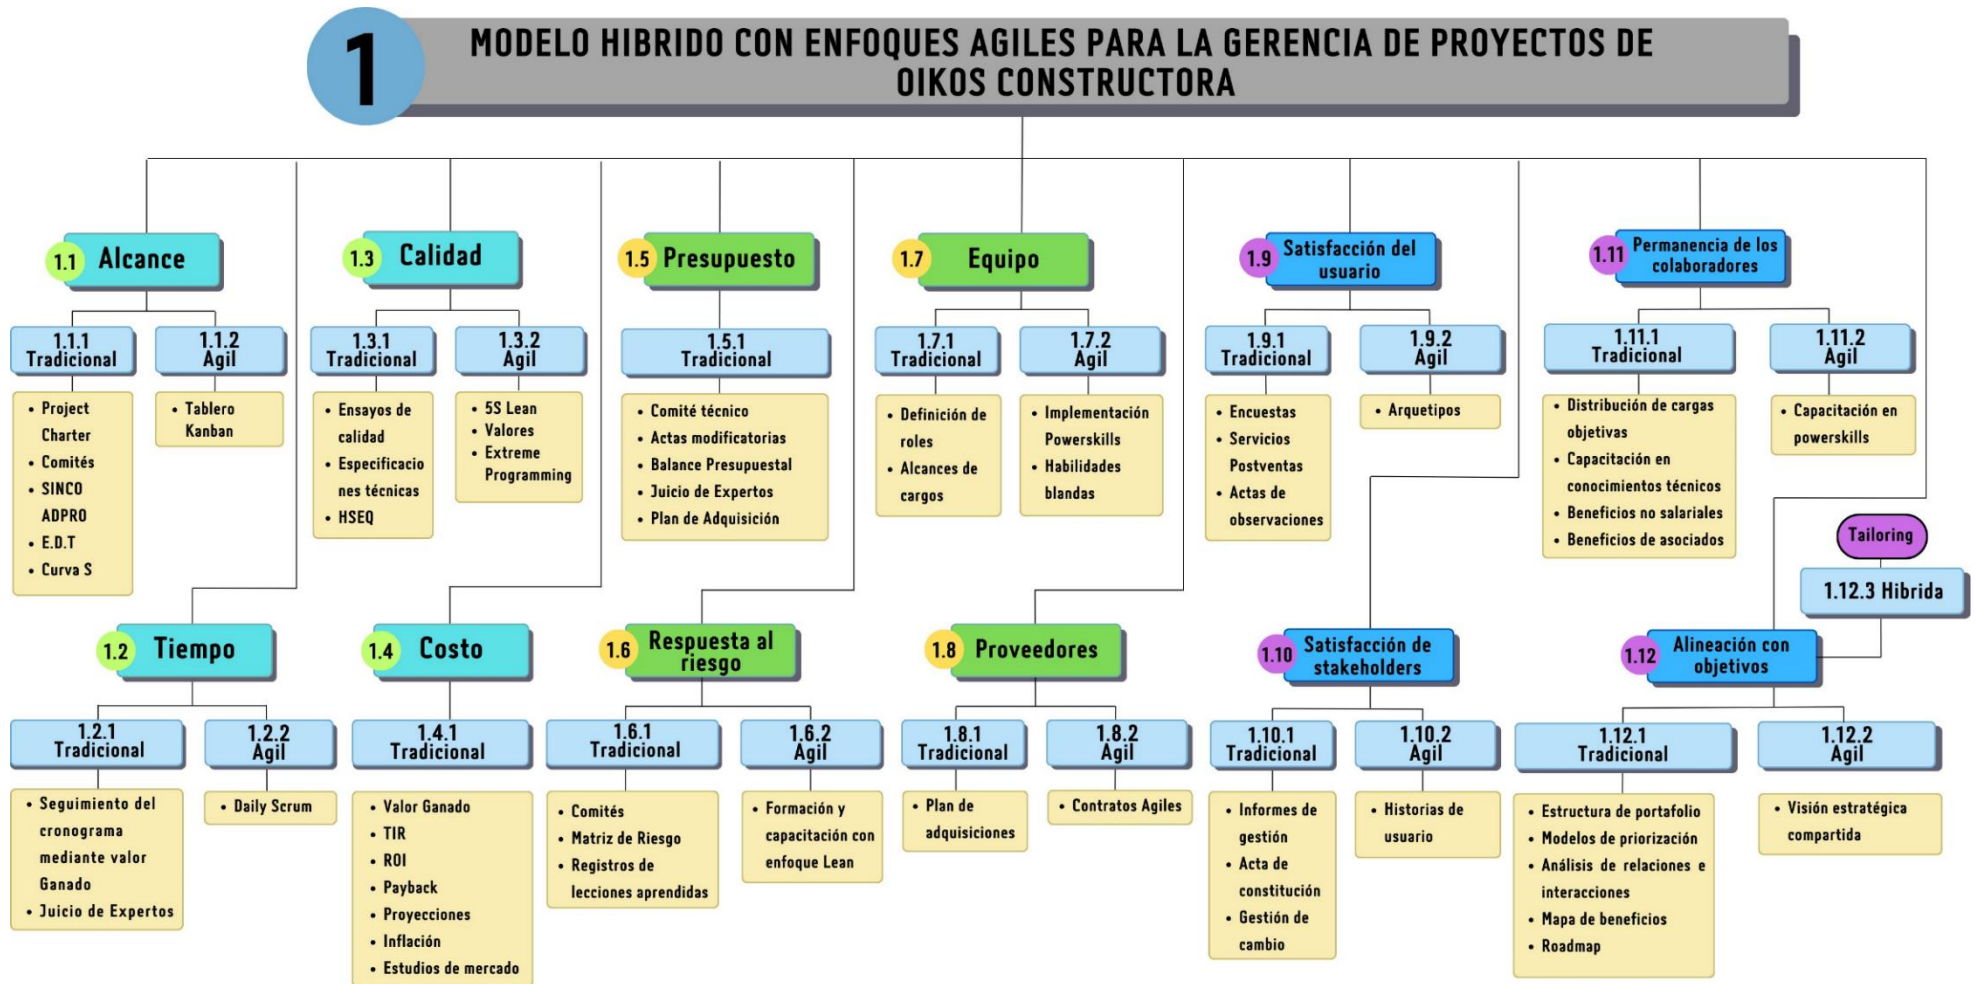 1
MODELO HIBRIDO CON ENFOQUES AGILES PARA LA GERENCIA DE PROYECTOS DE
OIKOS CONSTRUCTORA
1.1
Alcance
1.1.1
Tradicional
• Project
Charter
• Comités
• SINCO
ADPRO
• E.D.T
• Curva S
1.1.2
Agil
• Tablero
Kanban
1.3
Calidad
1.3.1
Tradicional
• Ensayos de
calidad
• Especificacio
nes técnicas
• HSEQ
1.3.2
Agil
• 5S Lean
• Valores
• Extreme
Programming
1.5
Presupuesto
1.5.1
Tradicional
• Comité técnico
• Actas modificatorias
• Balance Presupuestal
• Juicio de Expertos
• Plan de Adquisición
1.7
Equipo
1.7.1
Tradicional
• Definición de
roles
• Alcances de
cargos
1.7.2
Agil
• Implementación
Powerskills
• Habilidades
blandas
1.9
Satisfacción del
usuario
1.9.1
Tradicional
• Encuestas
• Servicios
Postventas
• Actas de
observaciones
1.9.2
Agil
• Arquetipos
1.11
Permanencia de los
colaboradores
1.11.1
Tradicional
• Distribución de cargas
objetivas
• Capacitación en
conocimientos técnicos
• Beneficios no salariales
• Beneficios de asociados
1.11.2
Agil
• Capacitación en
powerskills
1.2
Tiempo
1.2.1
Tradicional
• Seguimiento del
cronograma
mediante valor
Ganado
• Juicio de Expertos
1.2.2
Agil
• Daily Scrum
1.4
Costo
1.4.1
Tradicional
• Valor Ganado
• TIR
• ROI
• Payback
• Proyecciones
• Inflación
• Estudios de mercado
1.6
Respuesta al
riesgo
1.6.1
Tradicional
• Comités
• Matriz de Riesgo
• Registros de
lecciones aprendidas
1.6.2
Agil
• Formación y
capacitación con
enfoque Lean
1.8
Proveedores
1.8.1
Tradicional
• Plan de
adquisiciones
1.8.2
Agil
• Contratos Agiles
1.10
Satisfacción de
stakeholders
1.10.1
Tradicional
• Informes de
gestión
• Acta de
constitución
• Gestión de
cambio
1.10.2
Agil
• Historias de
usuario
Tailoring
1.12.3 Hibrida
1.12
Alineación con
objetivos
1.12.1
Tradicional
• Estructura de portafolio
• Modelos de priorización
• Análisis de relaciones e
interacciones
• Mapa de beneficios
• Roadmap
1.12.2
Agil
• Visión estratégica
compartida